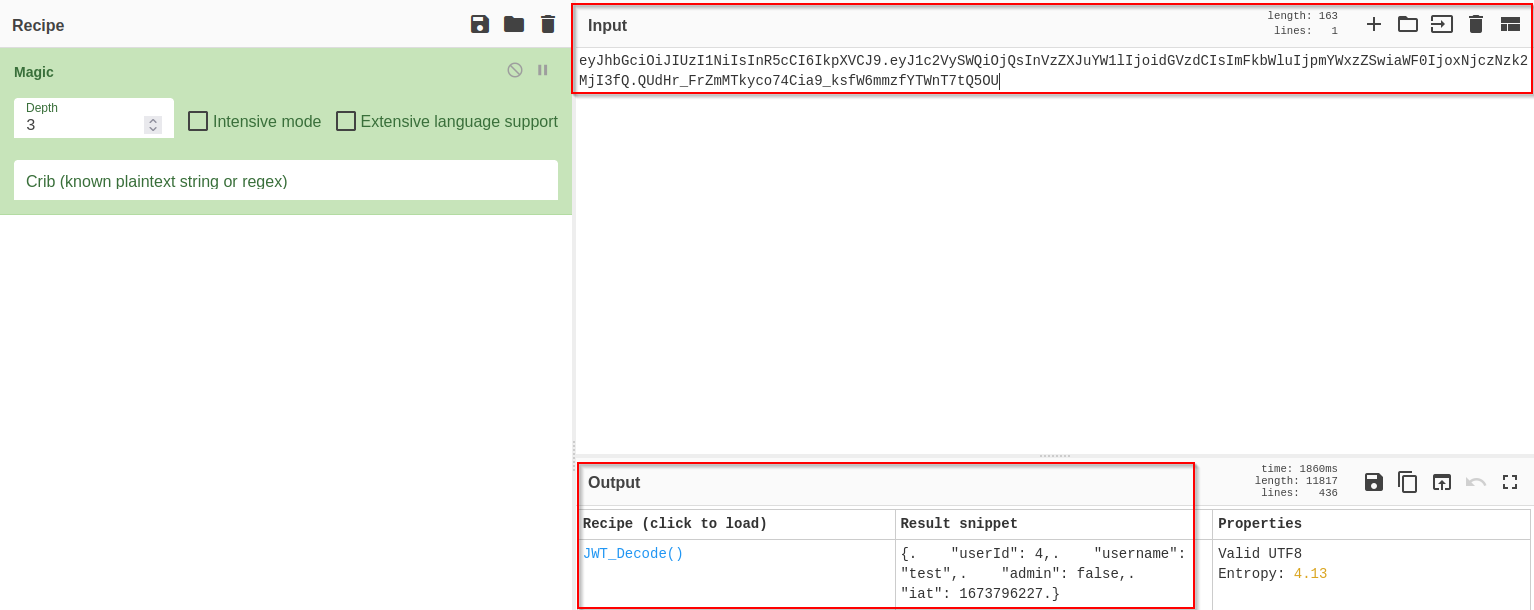 Recipe
Magic
Depth
3
Intensive mode
Extensive language support
Crib (known plaintext string or regex)
Input
length: 163
lines: 1
eyJhbGciOiJIUzI1NiIsInR5cCI6IkpXVCJ9.eyJ1c2VySWQiOjQsInVzZXJuYW1lIjoidGVzdCIsImFkbWluIjpmYWxzZSwiaWF0IjoxNjczNzk2
MjI3fQ.QUdHr_FrZmMTkyco74Cia9_ksfW6mmzfYTWnT7tQ5OU
Output
time: 1860ms
length: 11817
lines: 436
Recipe (click to load)
Result snippet
Properties
JWT_Decode()
{.    "userId": 4,.    "username":
"test",.    "admin": false,.
"iat": 1673796227.}
Valid UTF8
Entropy: 4.13